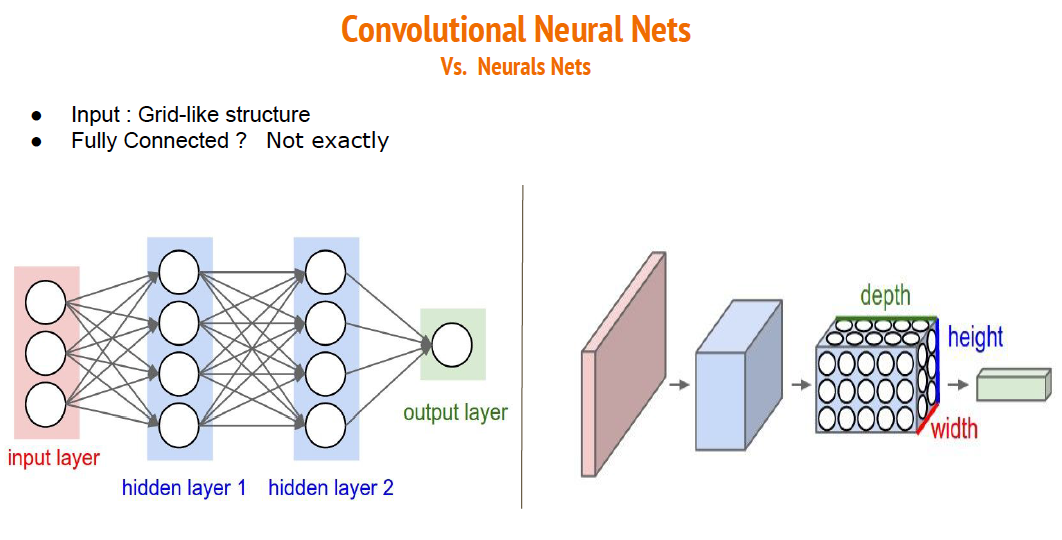 Convolutional Neural Nets
Vs. Neurals Nets
● Input : Grid-like structure
● Fully Connected ? Not exactly
input layer
hidden layer 1
hidden layer 2
output layer
depth
height
width